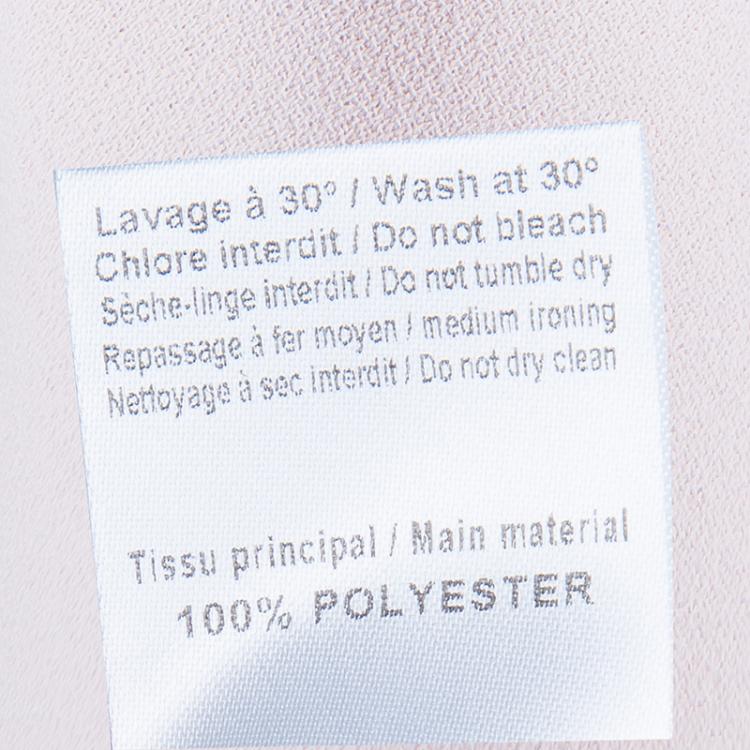 Lavage à 30° / Wash at 30°
Chlore interdit / Do not bleach
Sèche-linge interdit / Do not tumble dry
Repassage à fer moyen / medium ironing
Nettoyage à sec interdit / Do not dry clean
Tissu principal / Main material
100% POLYESTER